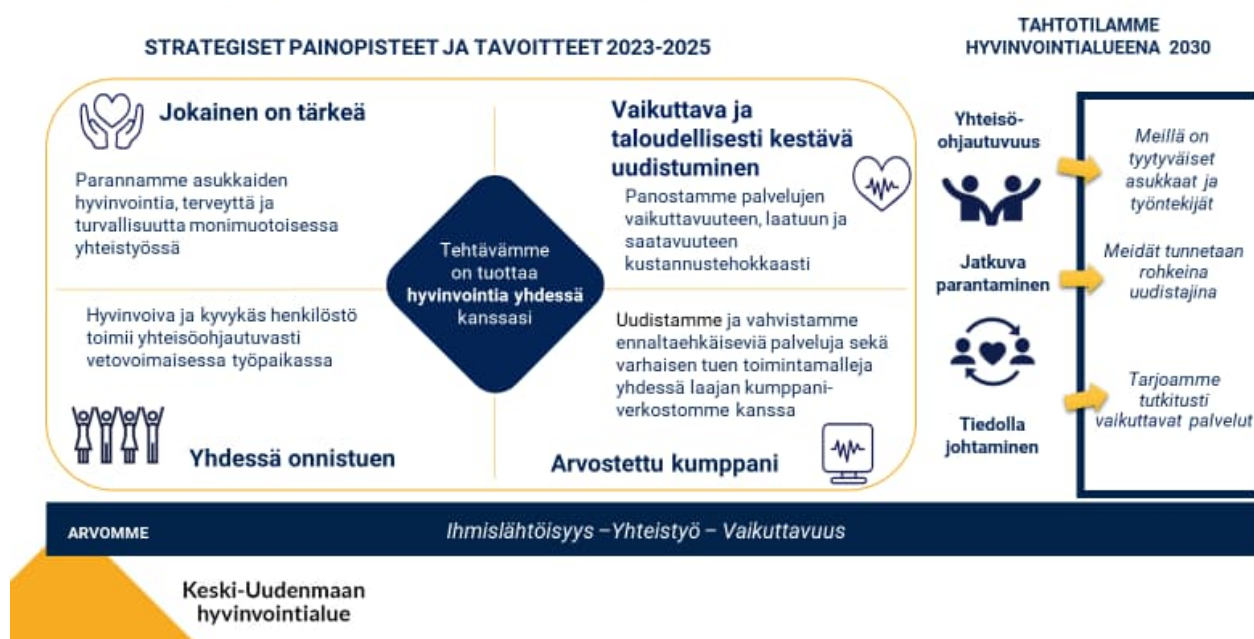 STRATEGISET PAINOPISTEET JA TAVOITTEET 2023-2025
TAHTOTILAMME
HYVINVOINTIALUEENA 2030
Jokainen on tärkeä
Parannamme asukkaiden
hyvinvointia, terveyttä ja
turvallisuutta monimuotoisessa
yhteistyössä
Vaikuttava ja
taloudellisesti kestävä
uudistuminen
Panostamme palvelujen
vaikuttavuuteen, laatuun ja
saatavuuteen
kustannustehokkaasti
Tehtävämme
on tuottaa
hyvinvointia yhdessä
kanssasi
Hyvinvoiva ja kyvykäs henkilöstö
toimii yhteisöohjautuvasti
vetovoimaisessa työpaikassa
Yhdessä onnistuen
Uudistamme ja vahvistamme
ennaltaehkäiseviä palveluja sekä
varhaisen tuen toimintamalleja
yhdessä laajan kumppani-
verkostomme kanssa
Arvostettu kumppani
Yhteisö-
ohjautuvuus
Jatkuva
parantaminen
Tiedolla
johtaminen
Meillä on
tyytyväiset
asukkaat ja
työntekijät
Meidät tunnetaan
rohkeina
uudistajina
Tarjoamme
tutkitusti
vaikuttavat palvelut
ARVOMME
Ihmislähtöisyys –Yhteistyö – Vaikuttavuus
Keski-Uudenmaan
hyvinvointialue